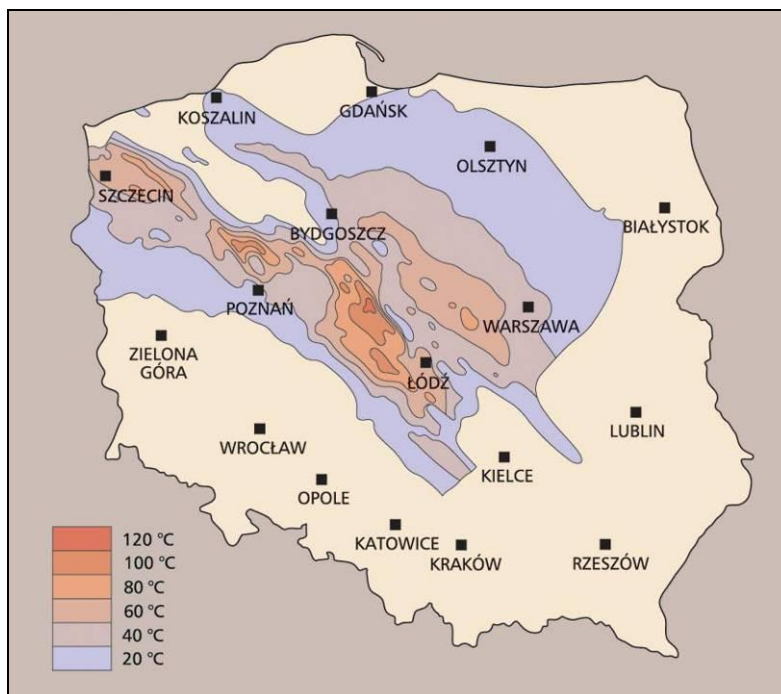 KOSZALIN
GDAŃSK
OLSZTYN
SZCZECIN
BIAŁYSTOK
BYDGOSZCZ
POZNAŃ
WARSZAWA
ZIELONA
GÓRA
ŁÓDŹ
LUBLIN
WROCŁAW
KIELCE
OPOLE
KATOWICE
KRAKÓW
RZESZÓW
120 °C
100 °C
80 °C
60 °C
40 °C
20 °C